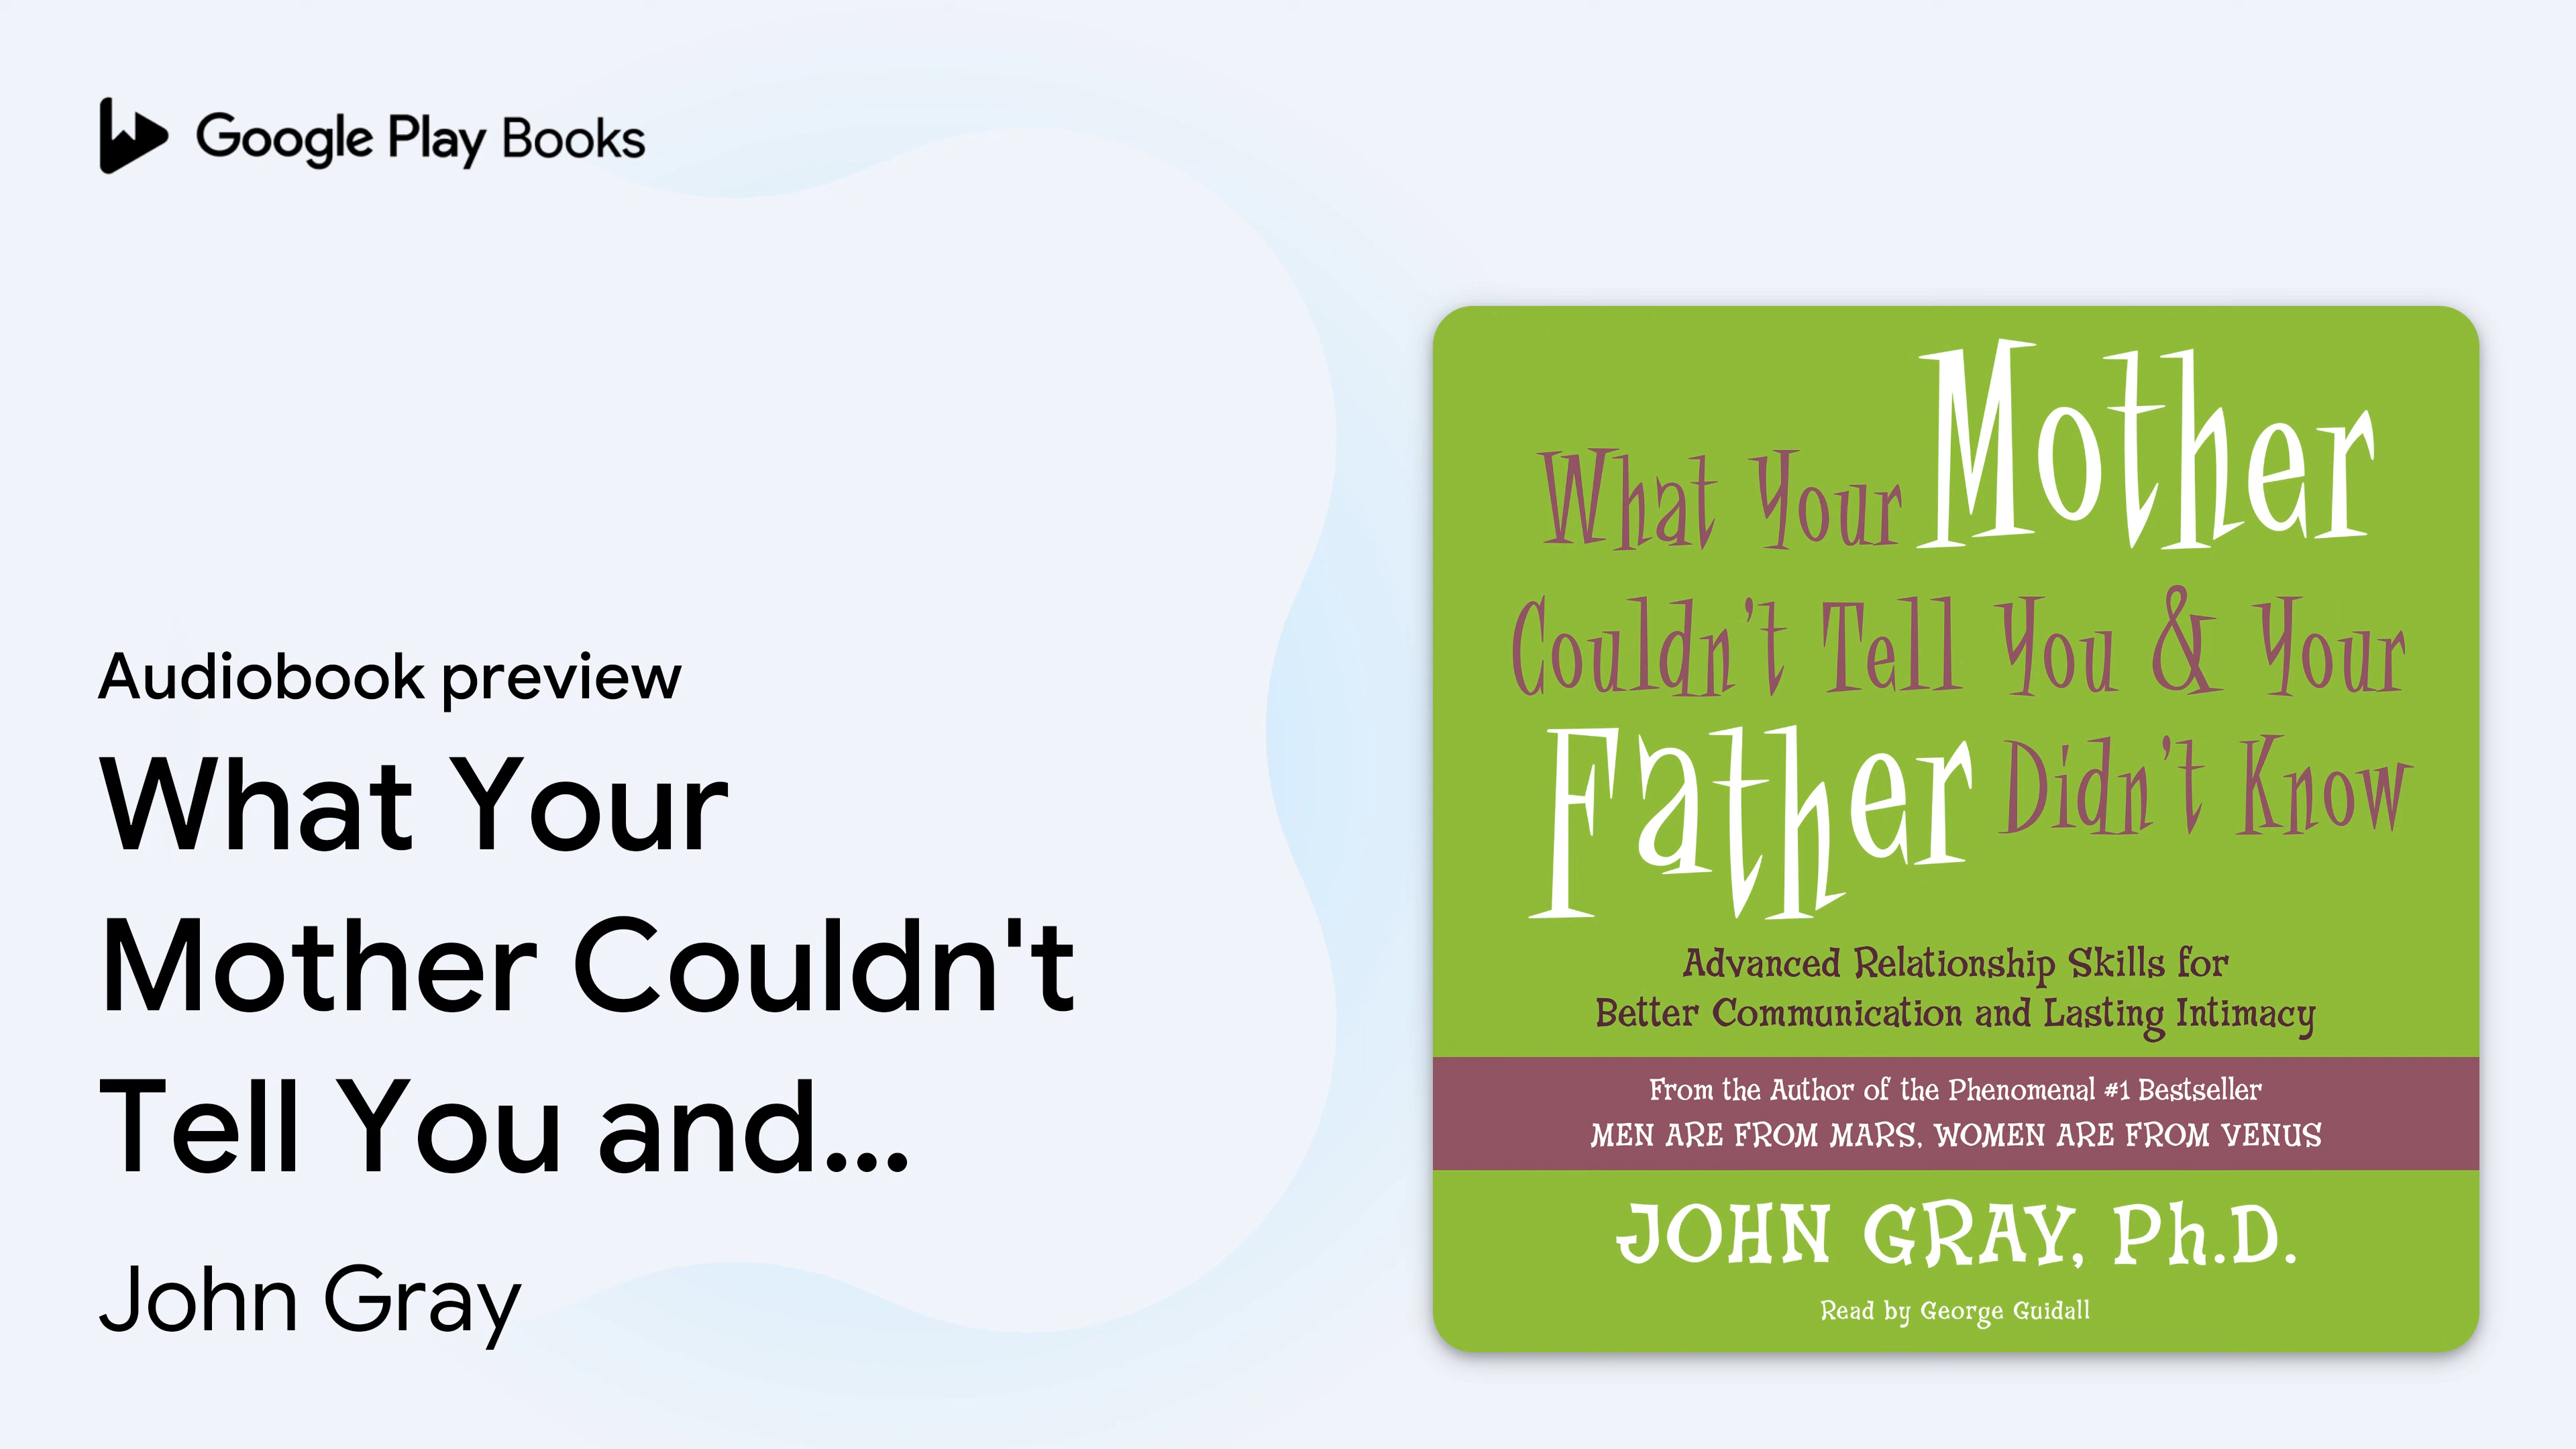 Google Play Books
Audiobook preview
What Your
Mother Couldn't
Tell You and...
John Gray
What Your Mother
Couldn't Tell You & Your
Father Didn't Know
Advanced Relationship Skills for
Better Communication and Lasting Intimacy
From the Author of the Phenomenal #1 Bestseller
MEN ARE FROM MARS, WOMEN ARE FROM VENUS
JOHN GRAY, Ph.D.
Read by George Guidall